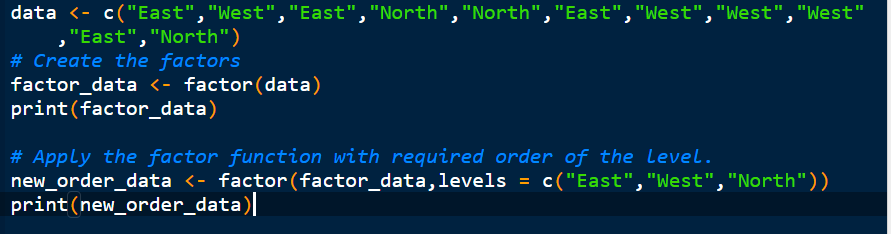 data <- c("East","West","East","North","North","East","West","West","West"
,"East","North")
# Create the factors
factor_data <- factor(data)
print(factor_data)
# Apply the factor function with required order of the level.
new_order_data <- factor(factor_data,levels = c("East","West","North"))
print(new_order_data)